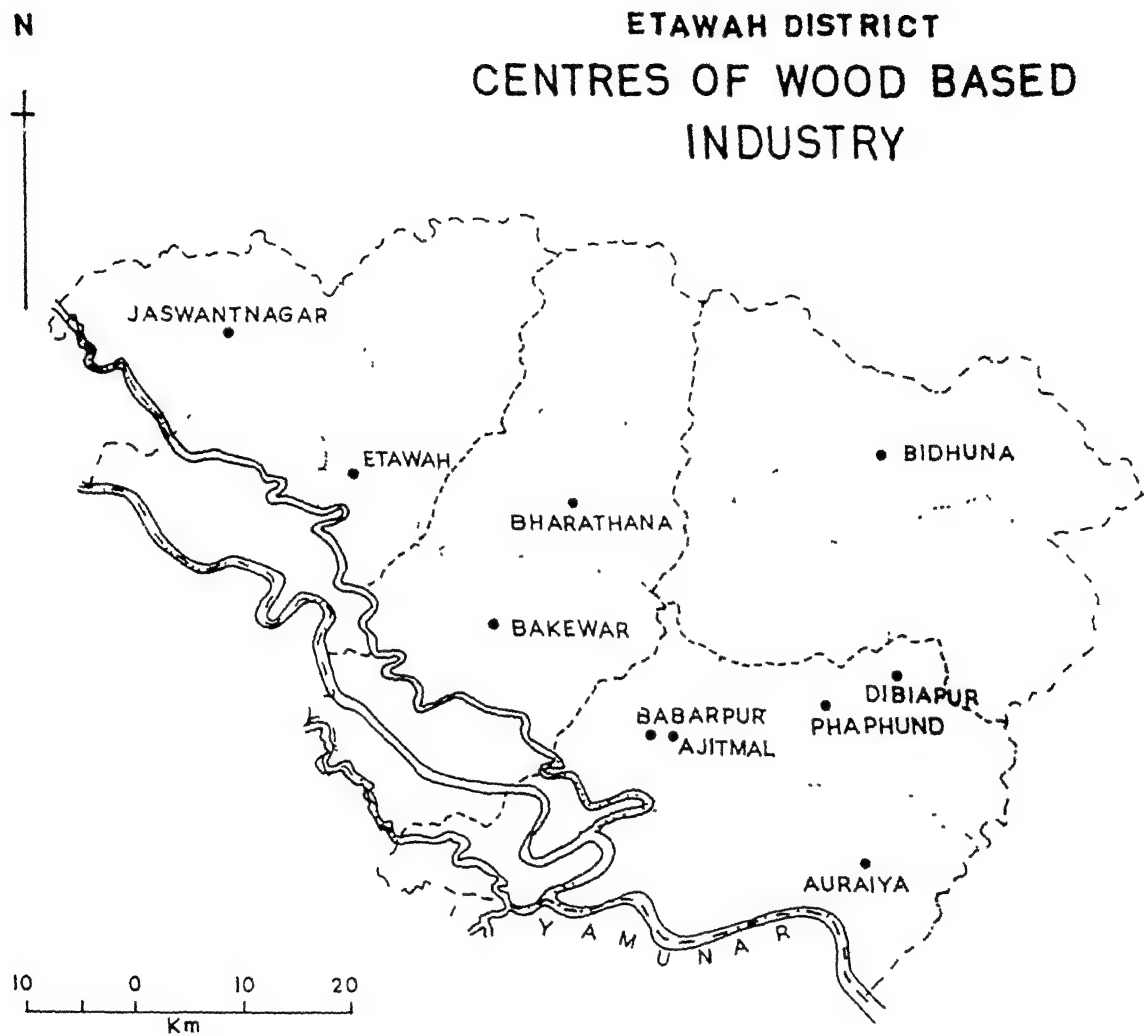 N
ETAWAH DISTRICT
CENTRES OF WOOD BASED
INDUSTRY
JASWANTNAGAR
ETAWAH
BIDHUNA
BHARATHANA
BAKEWAR
DIBIAPUR
BABARPUR
PHAPHUND
AJITMAL
AURAIYA
YAMUNA R
10 0 10 20
Km